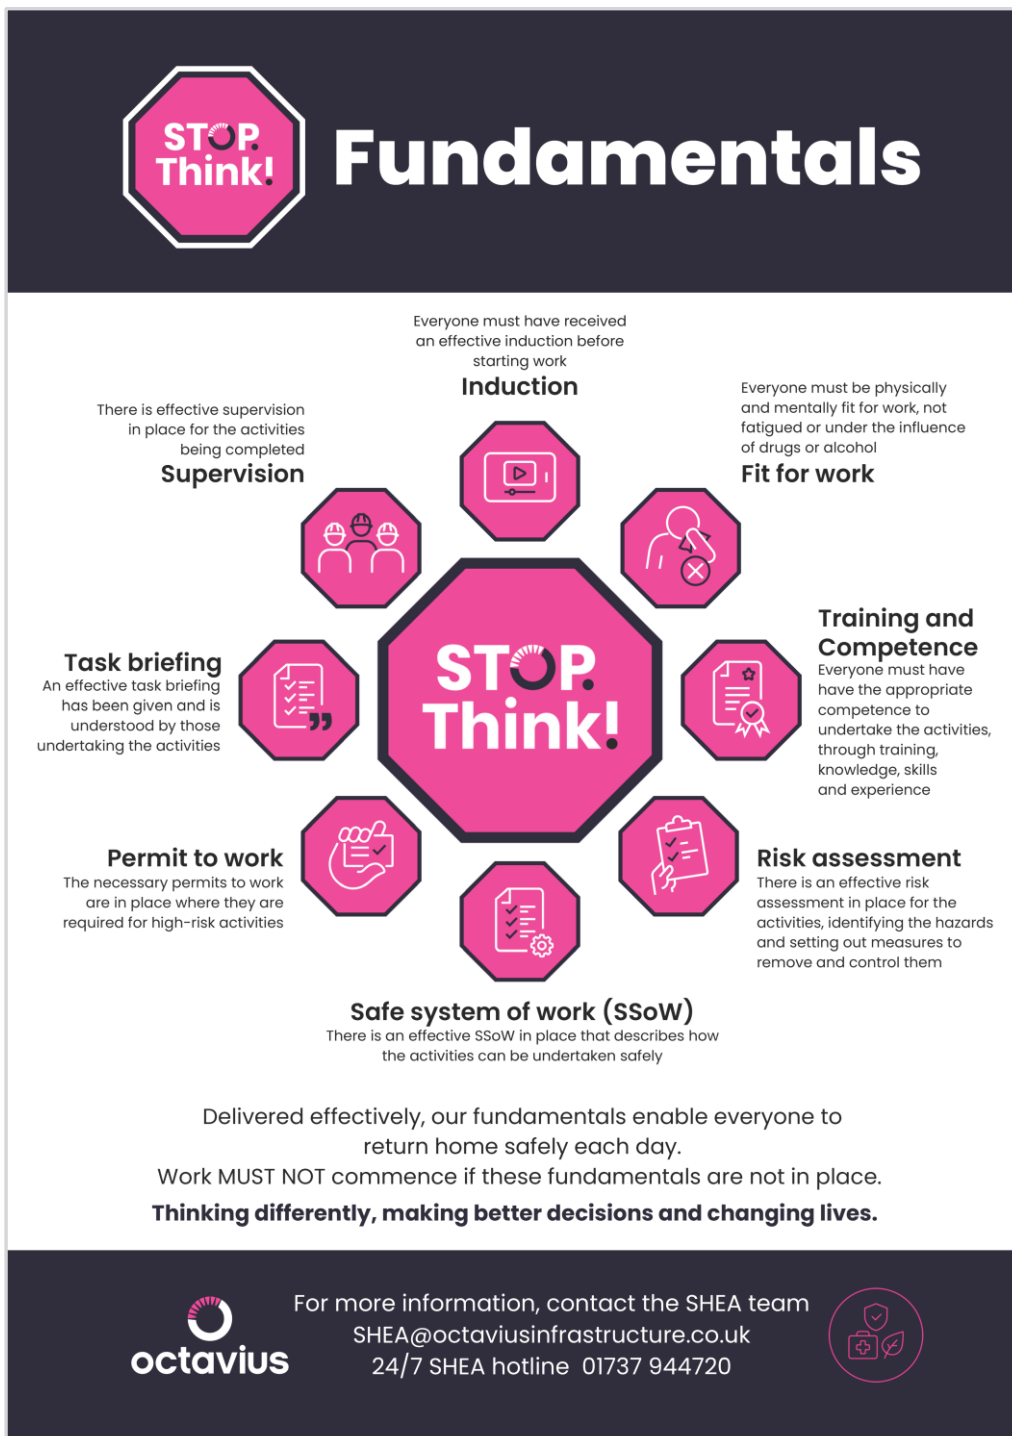 STOP.
Think!
Fundamentals
Everyone must have received
an effective induction before
starting work
Induction
Everyone must be physically
and mentally fit for work, not
fatigued or under the influence
of drugs or alcohol
Fit for work
There is effective supervision
in place for the activities
being completed
Supervision
STOP.
Think!
Training and
Competence
Everyone must have
have the appropriate
competence to
undertake the activities,
through training,
knowledge, skills
and experience
Task briefing
An effective task briefing
has been given and is
understood by those
undertaking the activities
Risk assessment
There is an effective risk
assessment in place for the
activities, identifying the hazards
and setting out measures to
remove and control them
Permit to work
The necessary permits to work
are in place where they are
required for high-risk activities
Safe system of work (SSoW)
There is an effective SSoW in place that describes how
the activities can be undertaken safely
Delivered effectively, our fundamentals enable everyone to
return home safely each day.
Work MUST NOT commence if these fundamentals are not in place.
Thinking differently, making better decisions and changing lives.
octavius
For more information, contact the SHEA team
SHEA@octaviusinfrastructure.co.uk
24/7 SHEA hotline 01737 944720